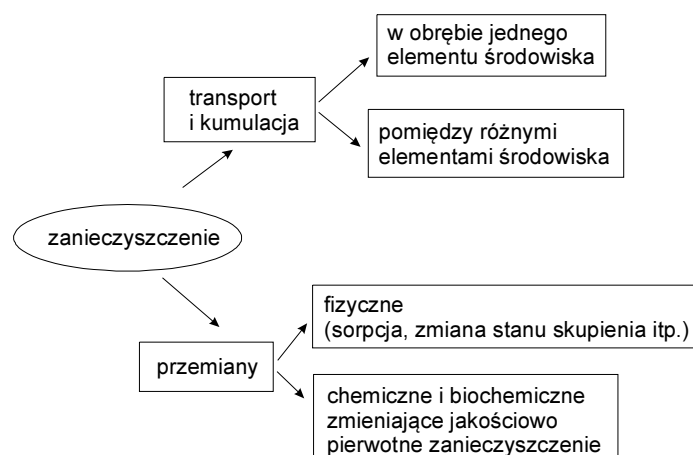 w obrębie jednego
elementu środowiska
transport
i kumulacja
pomiędzy różnymi
elementami środowiska
zanieczyszczenie
fizyczne
(sorpcja, zmiana stanu skupienia itp.)
przemiany
chemiczne i biochemiczne
zmieniające jakościowo
pierwotne zanieczyszczenie